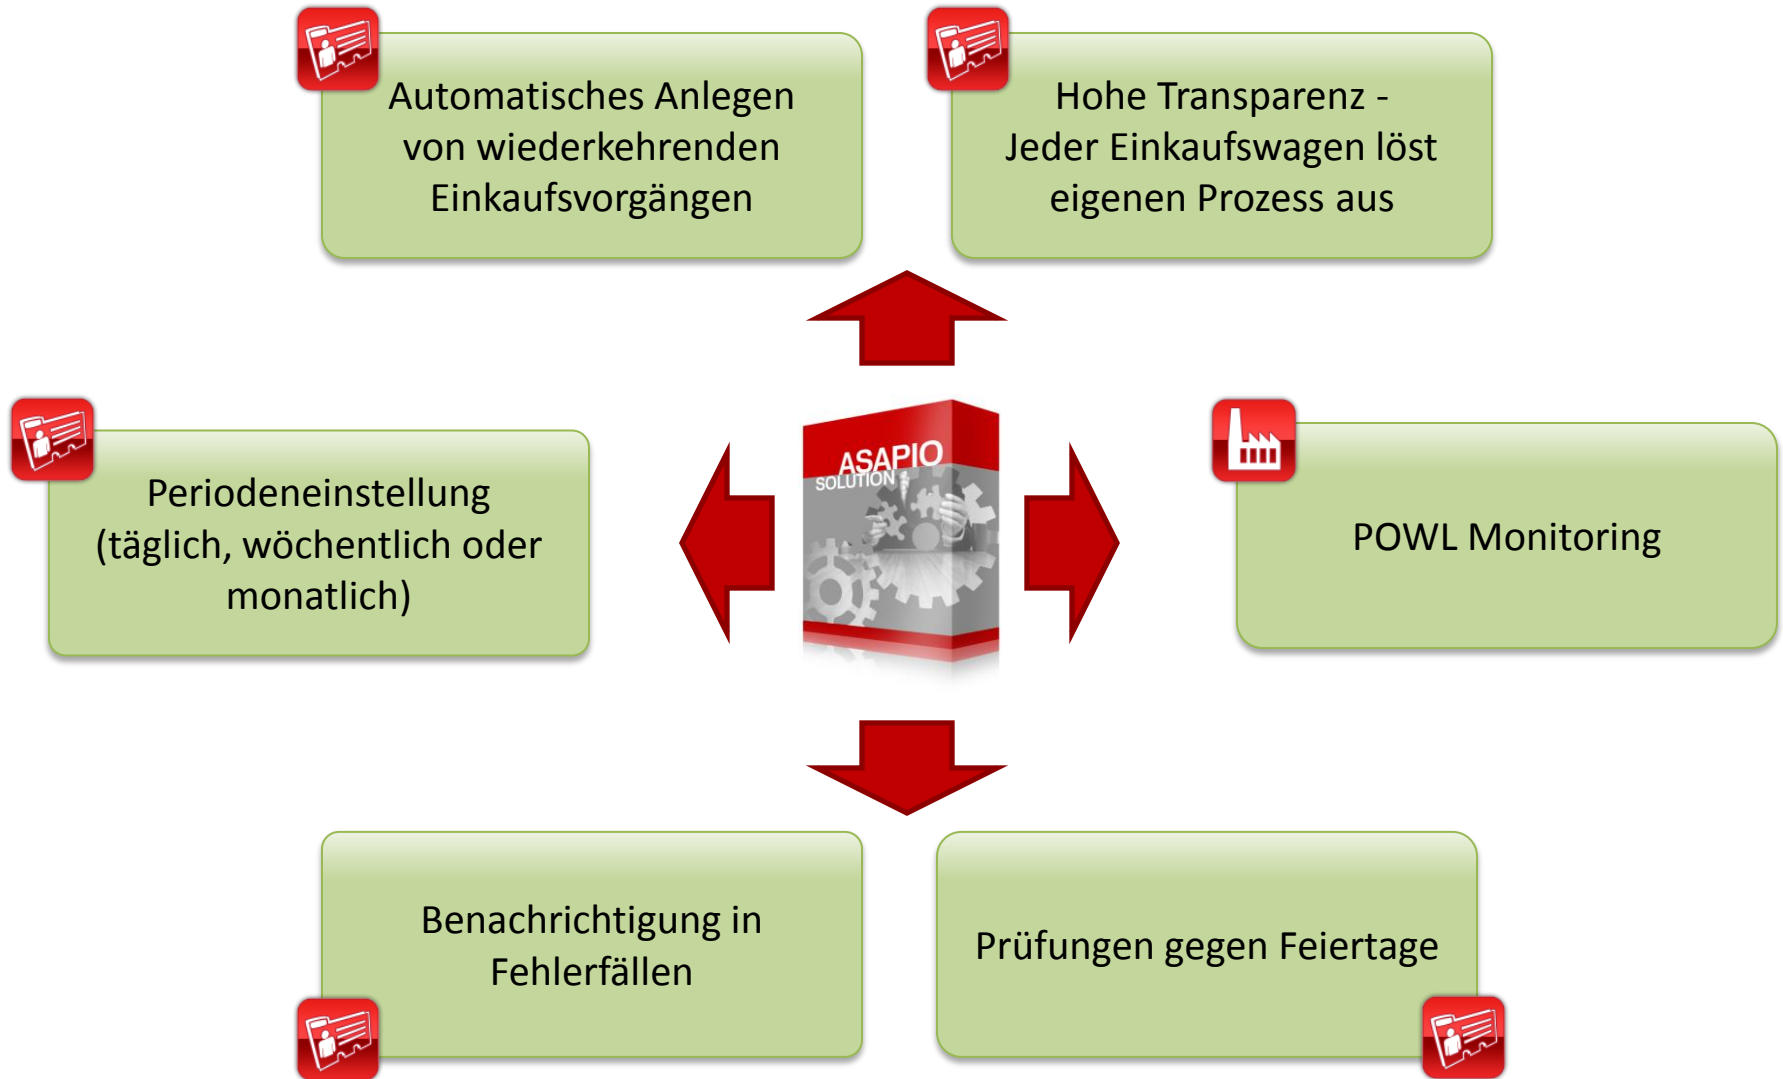 Automatisches Anlegen
von wiederkehrenden
Einkaufsvorgängen
Hohe Transparenz -
Jeder Einkaufswagen löst
eigenen Prozess aus
Periodeneinstellung
(täglich, wöchentlich oder
monatlich)
ASAPIO
SOLUTION
POWL Monitoring
Benachrichtigung in
Fehlerfällen
Prüfungen gegen Feiertage